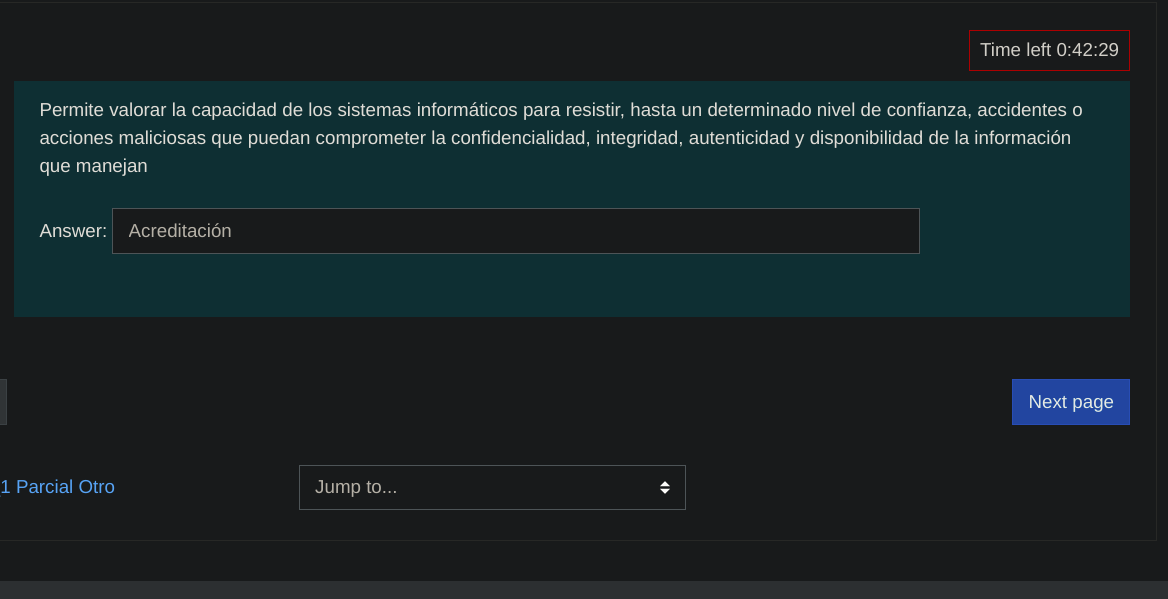 Time left 0:42:29
Permite valorar la capacidad de los sistemas informáticos para resistir, hasta un determinado nivel de confianza, accidentes o
acciones maliciosas que puedan comprometer la confidencialidad, integridad, autenticidad y disponibilidad de la información
que manejan
Answer: Acreditación
Next page
1 Parcial Otro
Jump to...